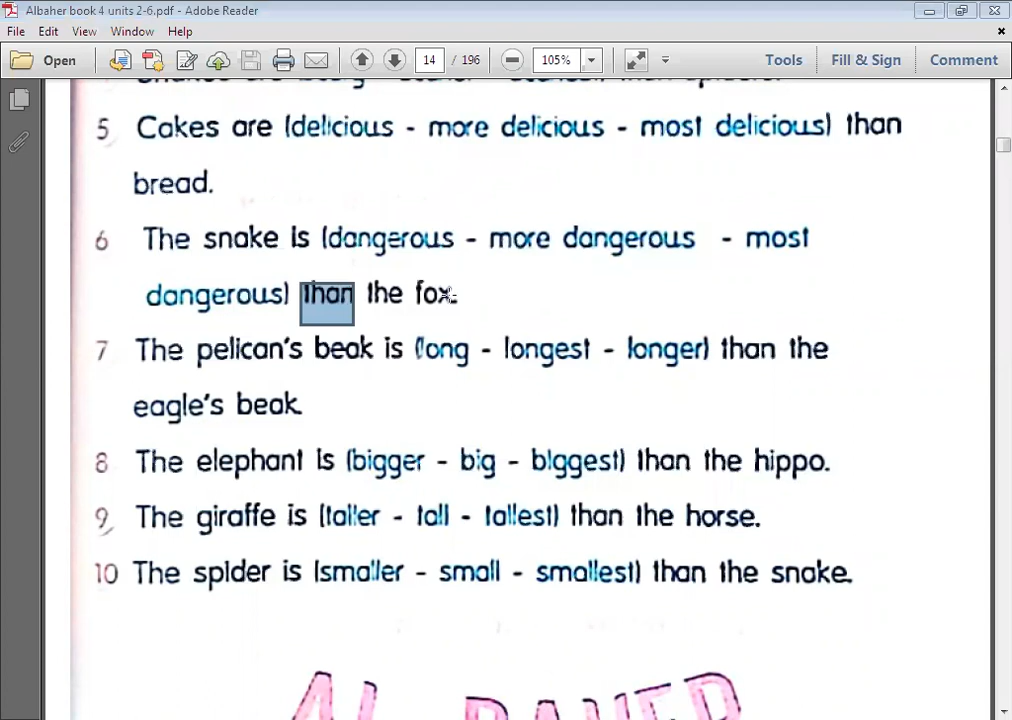 Albaher book 4 units 2-6.pdf - Adobe Reader
File Edit View Window Help
Open 14 / 196 105% Tools Fill & Sign Comment
5 Cakes are (delicious - more delicious - most delicious) than
bread.
6 The snake is (dangerous - more dangerous - most
dangerous) than the fox.
7 The pelican's beak is (long - longest - longer) than the
eagle's beak.
8 The elephant is (bigger - big - biggest) than the hippo.
9 The giraffe is (taller - tall - tallest) than the horse.
10 The spider is (smaller - small - smallest) than the snake.
AL BAHER